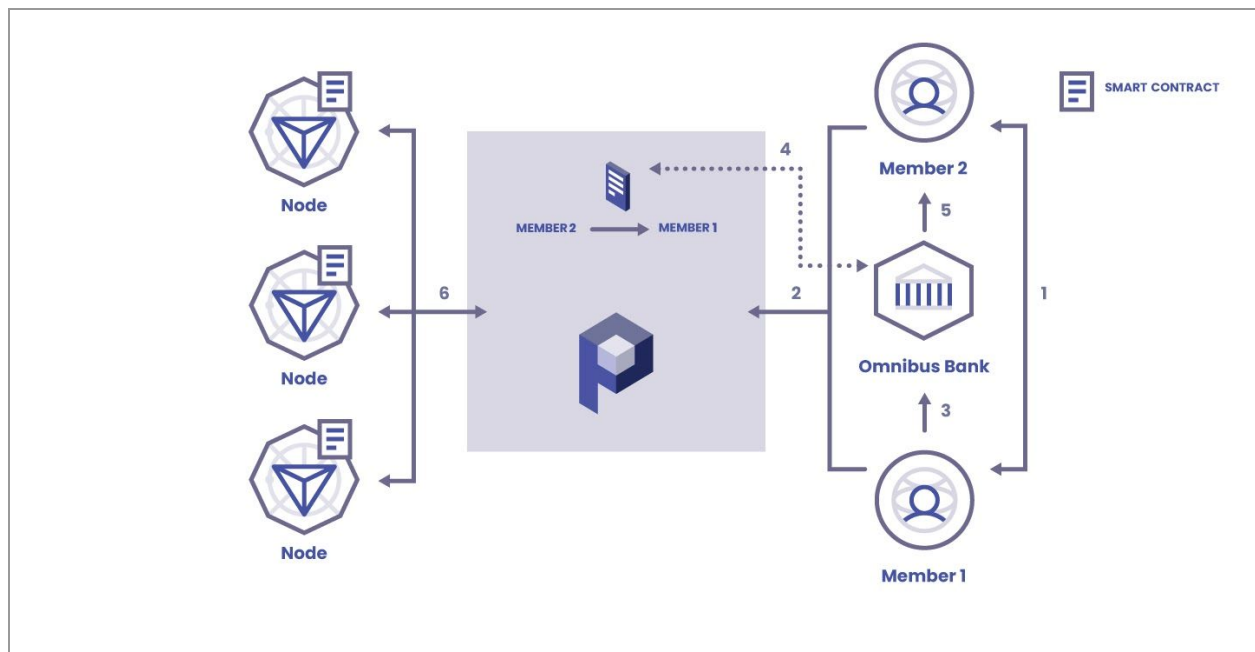 SMART CONTRACT
4
Member 2
Node
MEMBER 2
MEMBER 1
5
6
2
1
Node
Omnibus Bank
3
Node
Member 1